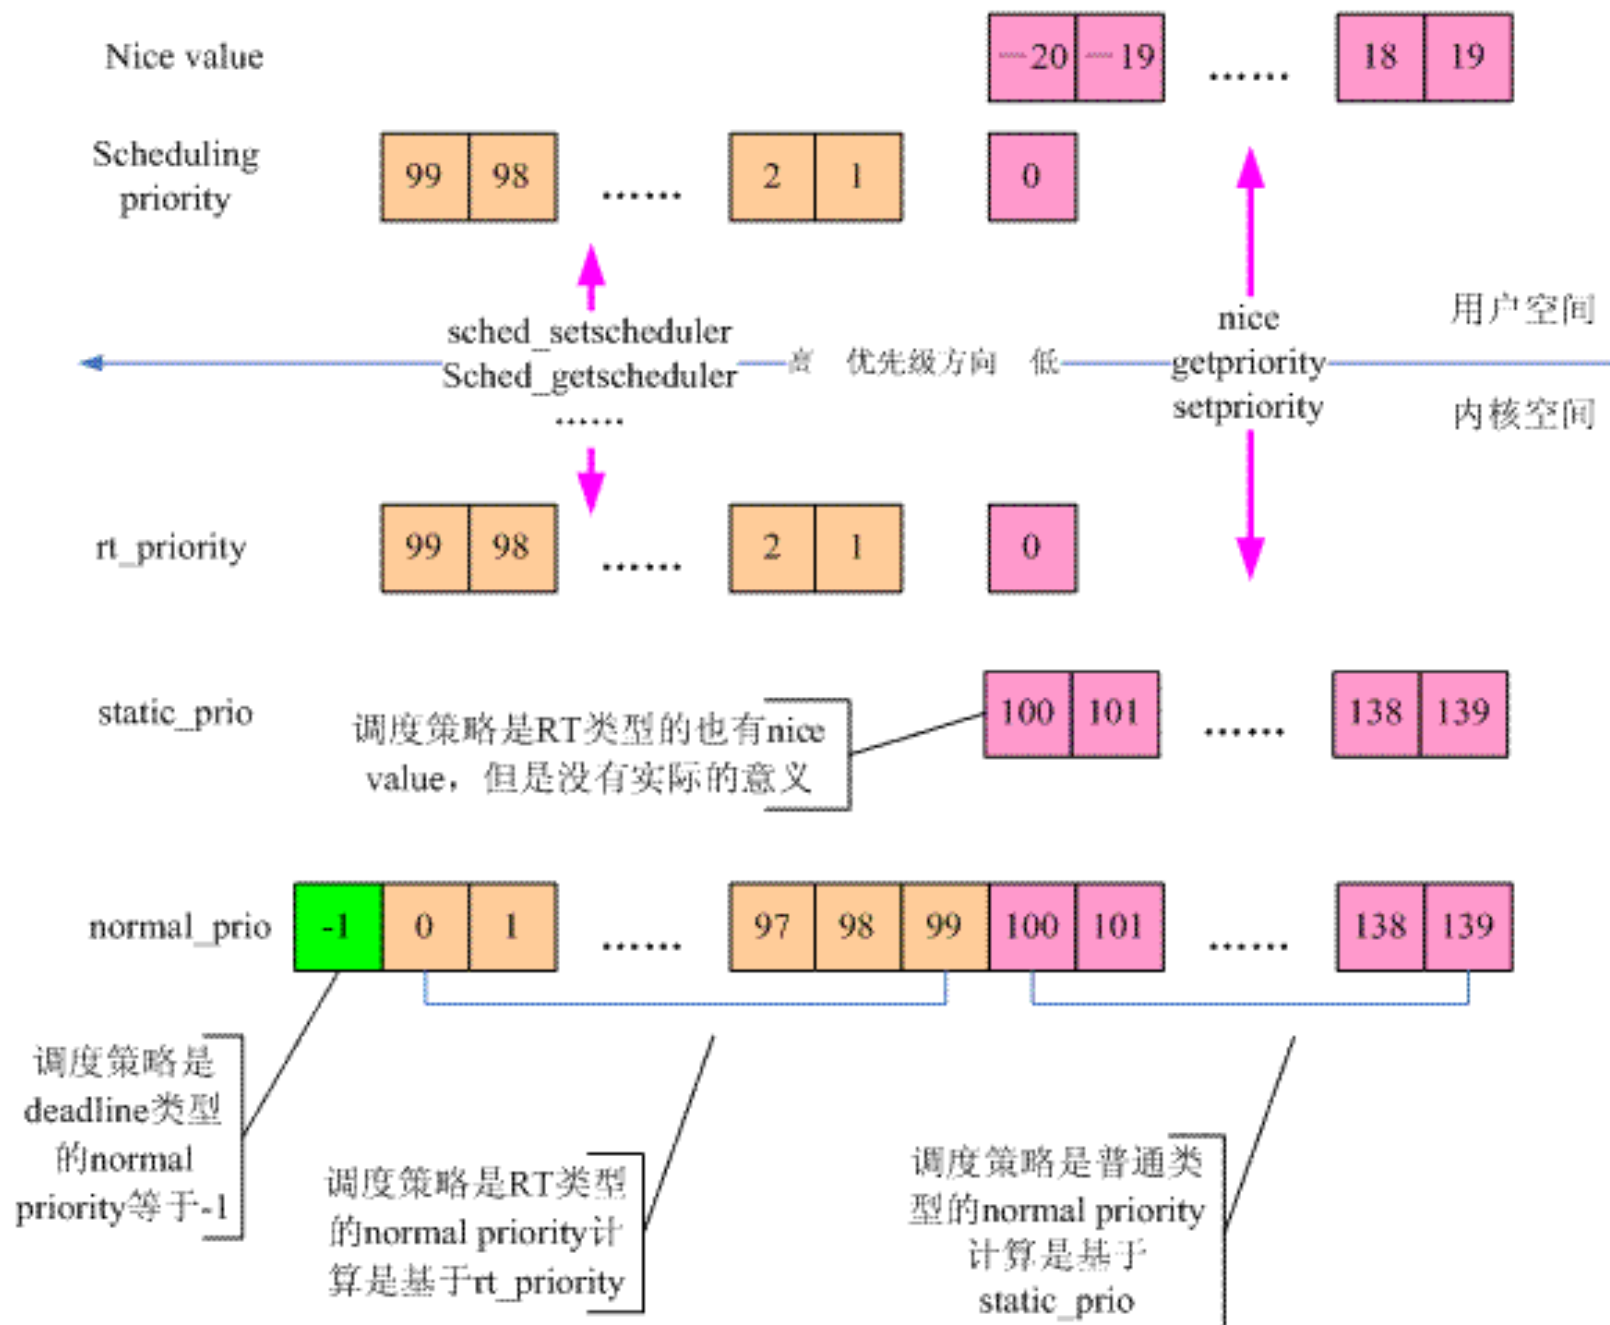 Nice value
—20 —19 ...... 18 19
Scheduling
priority
99 98 ...... 2 1 0
用户空间
sched_setscheduler
Sched_getscheduler
......
高 优先级方向 低
nice
getpriority
setpriority
内核空间
rt_priority
99 98 ...... 2 1 0
static_prio
调度策略是RT类型的也有nice
value，但是没有实际的意义
100 101 ...... 138 139
normal_prio
-1 0 1 ...... 97 98 99 100 101 ...... 138 139
调度策略是
deadline类型
的normal
priority等于-1
调度策略是RT类型
的normal priority计
算是基于rt_priority
调度策略是普通类
型的normal priority
计算是基于
static_prio